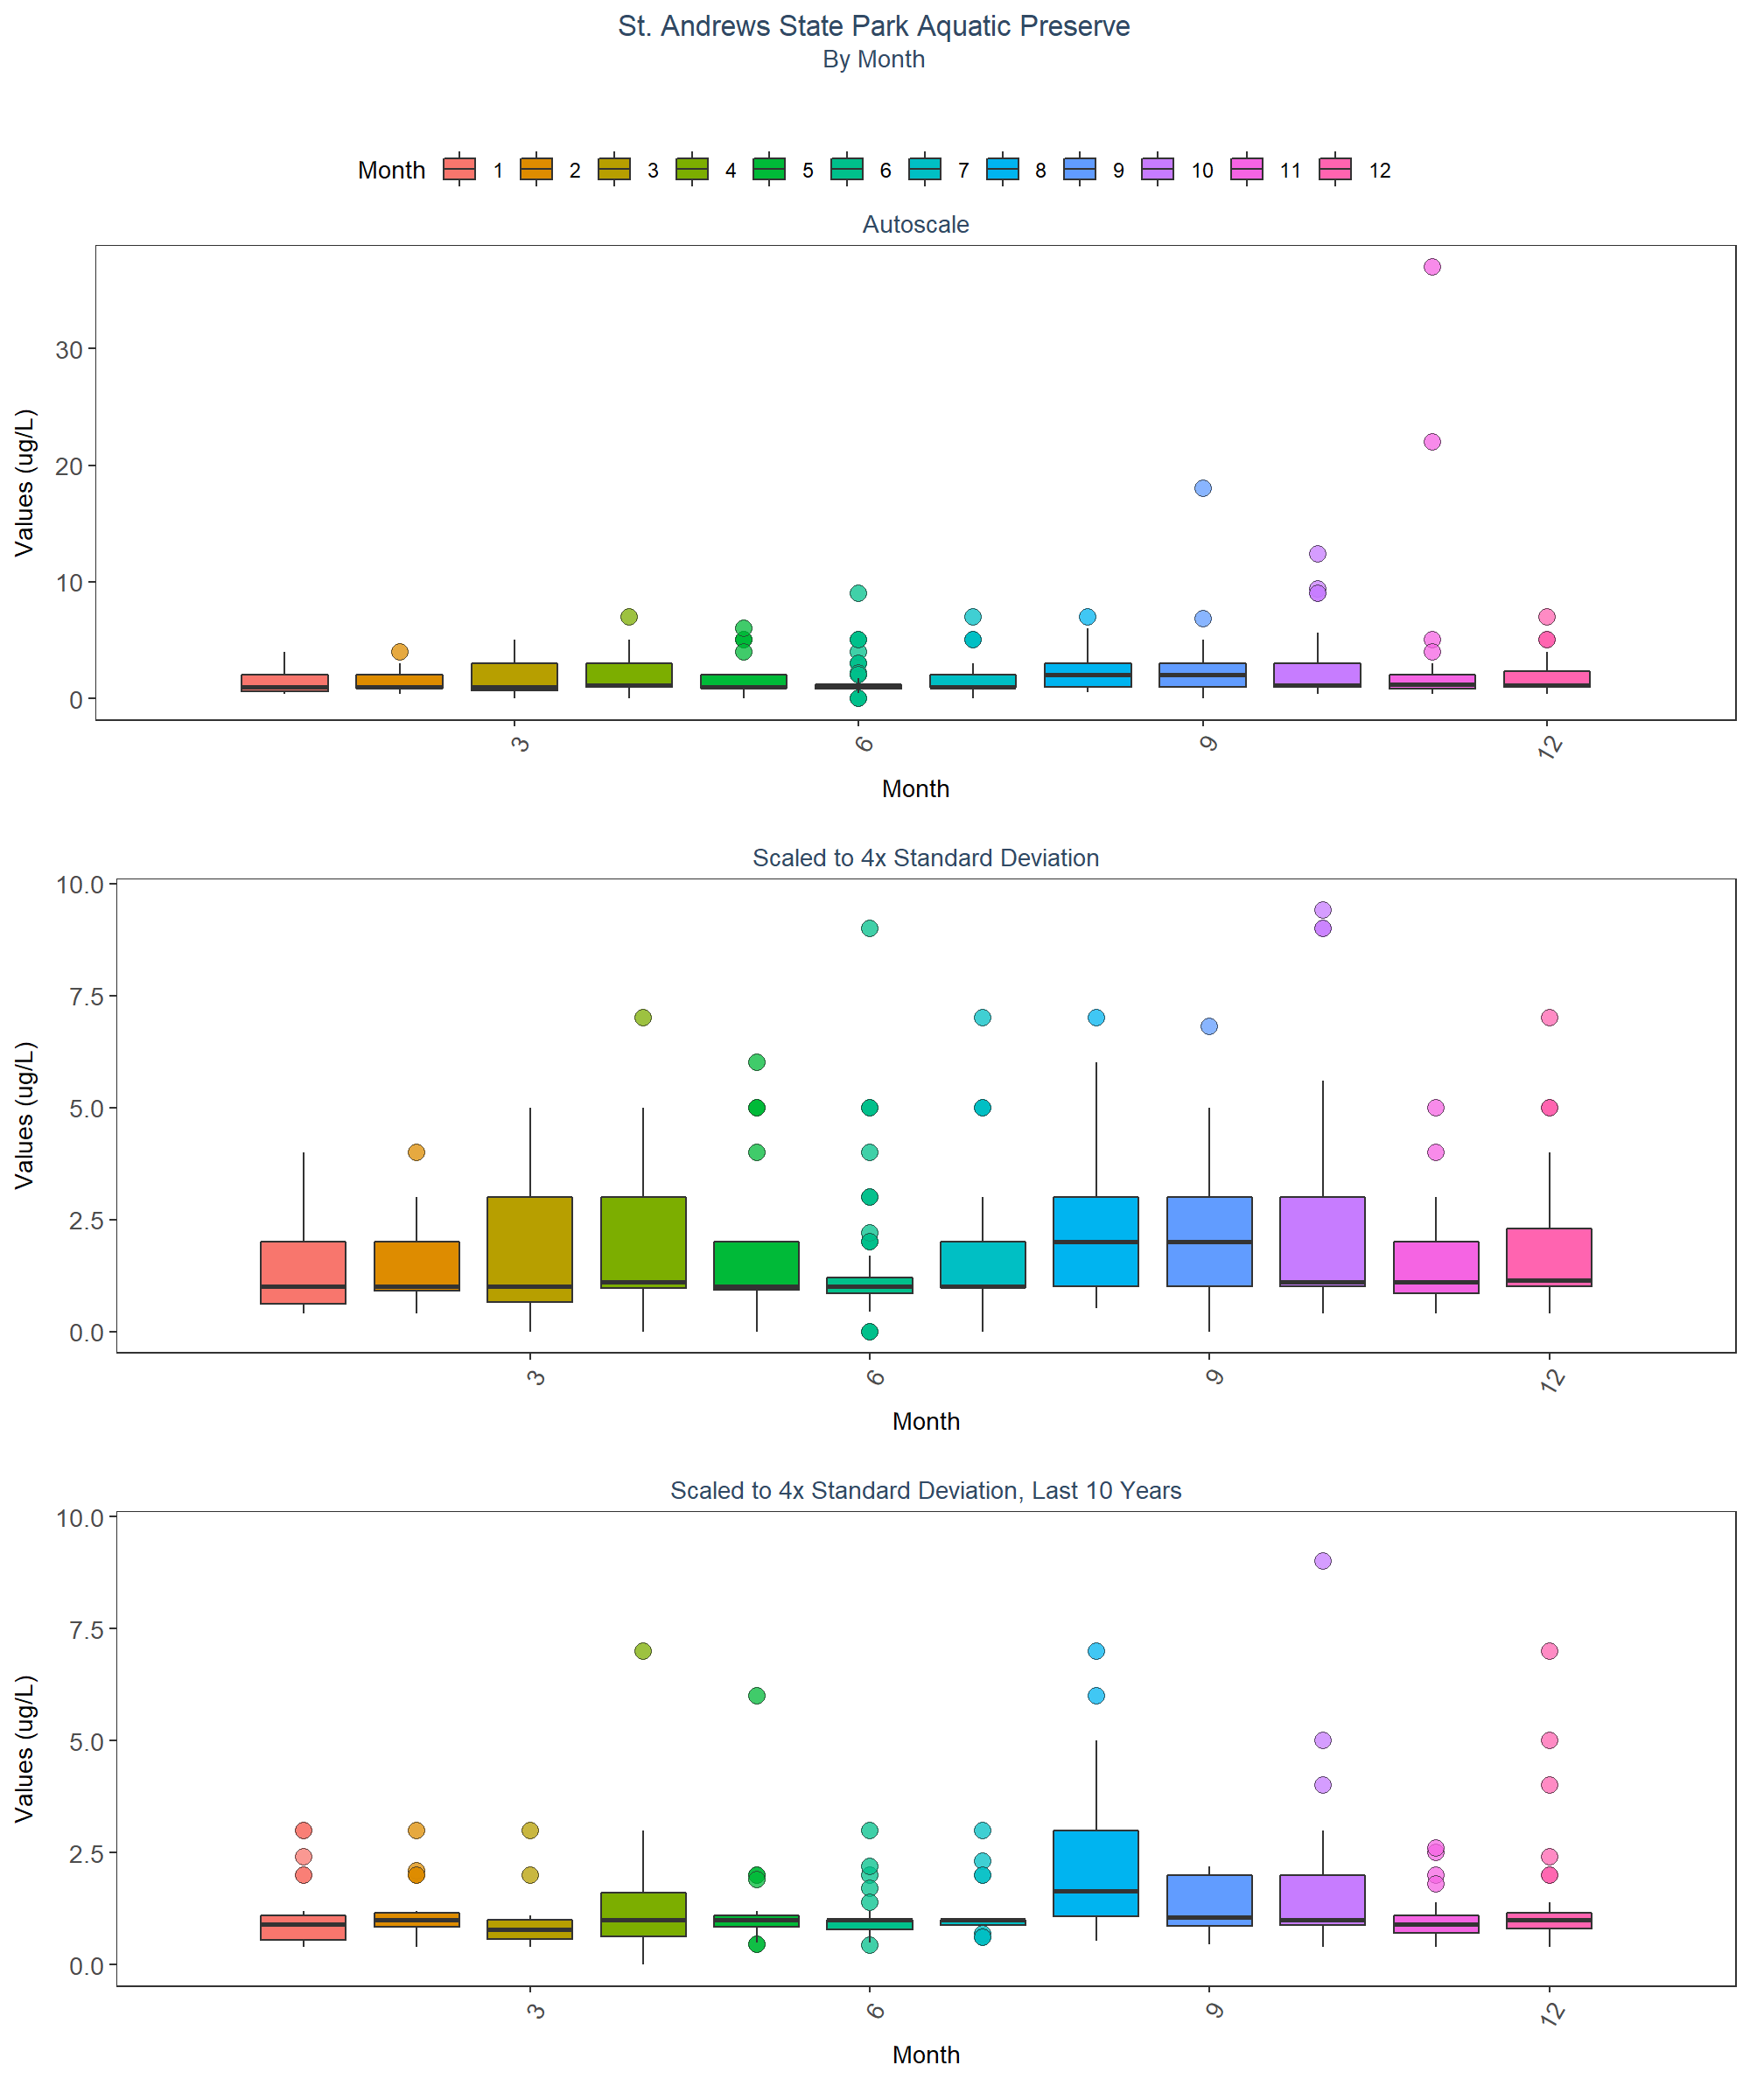 St. Andrews State Park Aquatic Preserve
By Month
Month 1 2 3 4 5 6 7 8 9 10 11 12
Autoscale
Values (ug/L)
30
20
10
0
3 6 9 12
Month
Scaled to 4x Standard Deviation
Values (ug/L)
10.0
7.5
5.0
2.5
0.0
3 6 9 12
Month
Scaled to 4x Standard Deviation, Last 10 Years
Values (ug/L)
10.0
7.5
5.0
2.5
0.0
3 6 9 12
Month